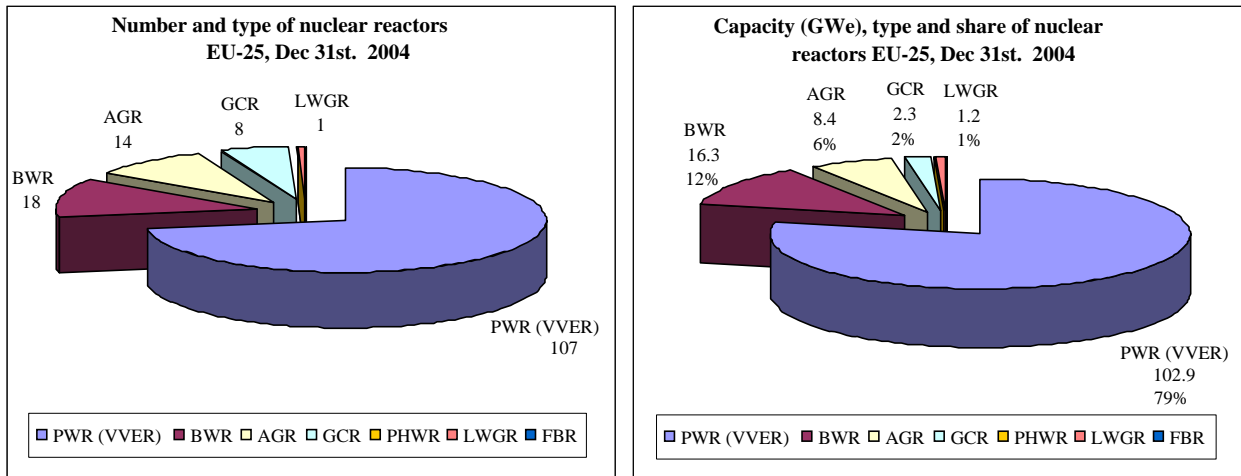 Number and type of nuclear reactors
EU-25, Dec 31st. 2004
LWGR
1
GCR
8
AGR
14
BWR
18
PWR (VVER)
107
PWR (VVER) BWR AGR GCR PHWR LWGR FBR
Capacity (GWe), type and share of nuclear
reactors EU-25, Dec 31st. 2004
LWGR
1.2
1%
GCR
2.3
2%
AGR
8.4
6%
BWR
16.3
12%
PWR (VVER)
102.9
79%
PWR (VVER) BWR AGR GCR PHWR LWGR FBR